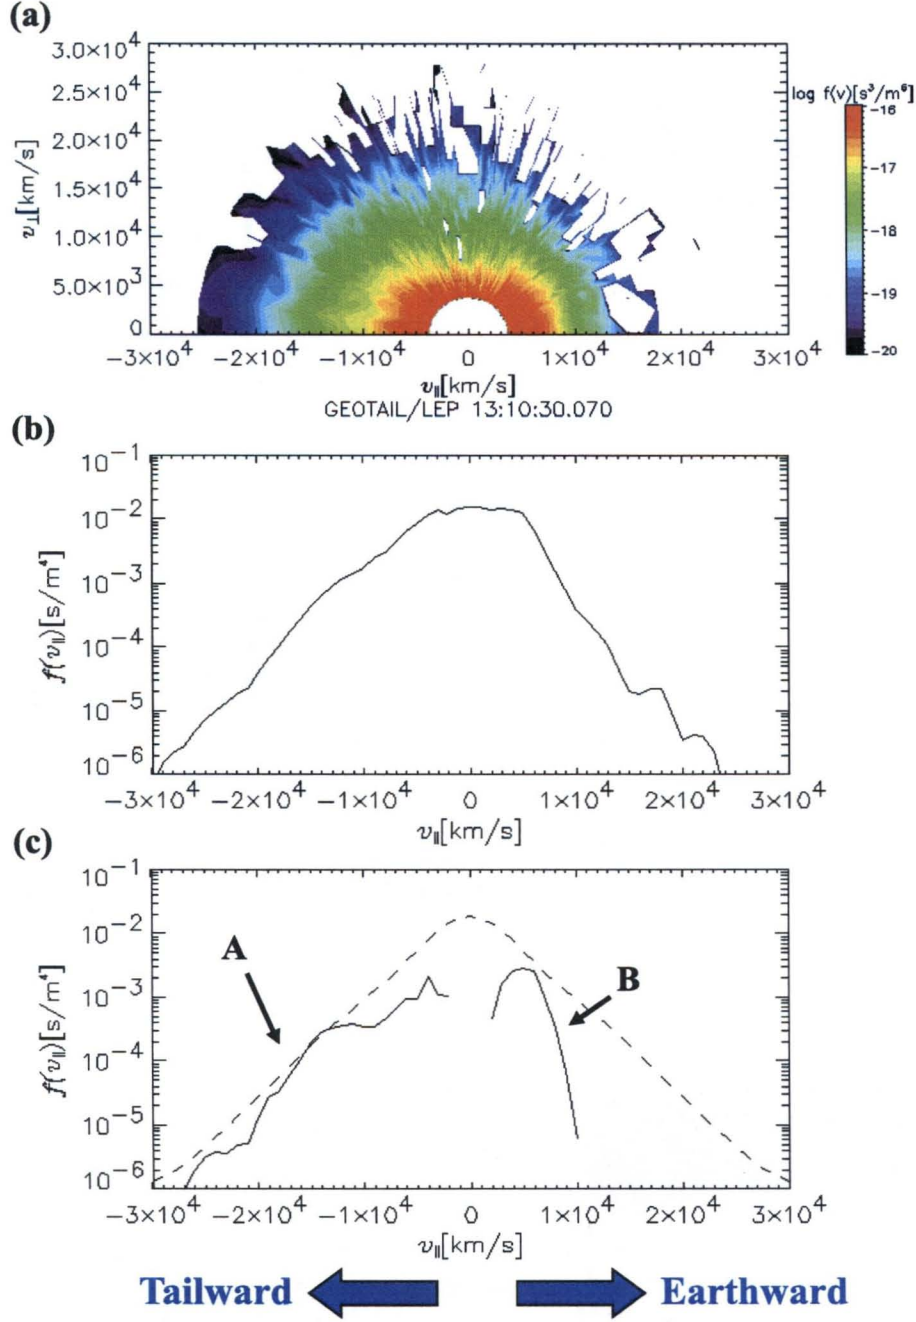 (a)
3.0×10⁴
2.5×10⁴
2.0×10⁴
1.5×10⁴
1.0×10⁴
5.0×10³
0
v⊥[km/s]
−3×10⁴ −2×10⁴ −1×10⁴ 0 1×10⁴ 2×10⁴ 3×10⁴
v∥[km/s]
GEOTAIL/LEP 13:10:30.070
log f(v)[s³/m⁶]
−16
−17
−18
−19
−20
(b)
10⁻¹
10⁻²
10⁻³
10⁻⁴
10⁻⁵
10⁻⁶
f(v∥)[s/m⁴]
−3×10⁴ −2×10⁴ −1×10⁴ 0 1×10⁴ 2×10⁴ 3×10⁴
v∥[km/s]
(c)
10⁻¹
10⁻²
10⁻³
10⁻⁴
10⁻⁵
10⁻⁶
f(v∥)[s/m⁴]
A
B
−3×10⁴ −2×10⁴ −1×10⁴ 0 1×10⁴ 2×10⁴ 3×10⁴
v∥[km/s]
Tailward
Earthward